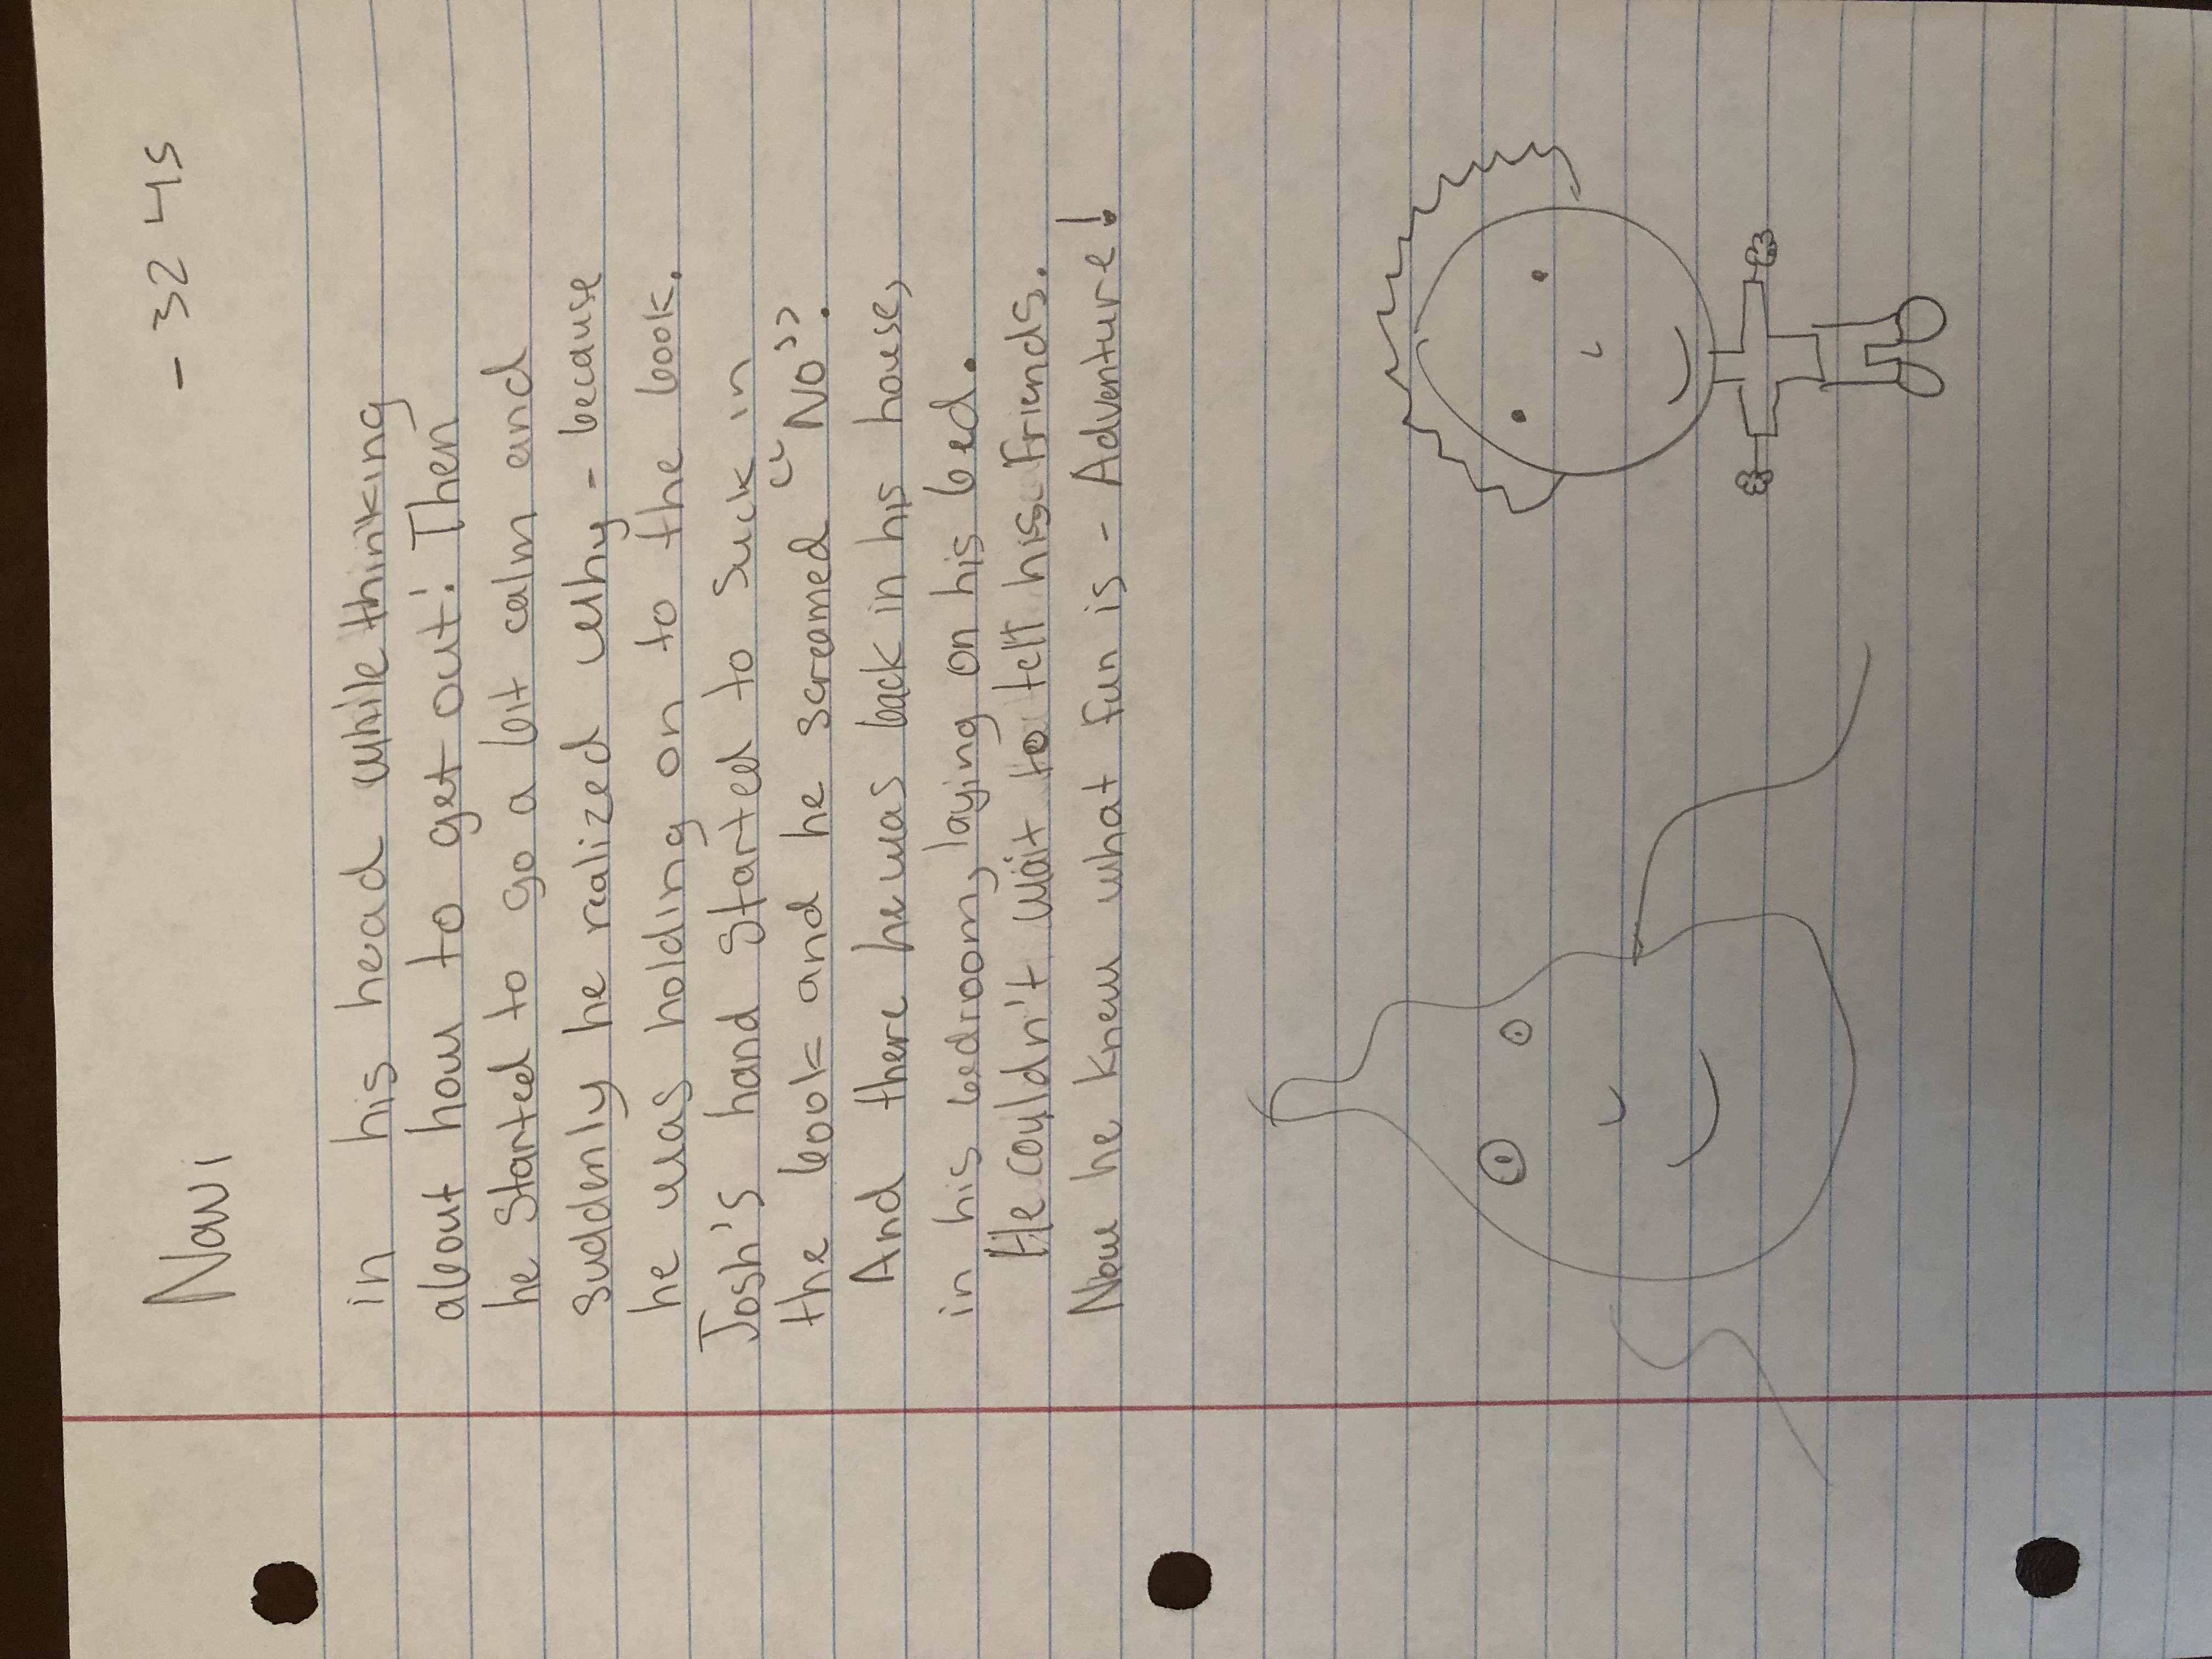 Navi
- 32 45
in his head while thinking
about how to get out! Then
he started to go a bit calm and
suddenly he realized why - because
he was holding on to the book.
Josh's hand started to suck in
the book and he screamed "No".
And there he was back in his house,
in his bedroom, laying on his bed.
He couldn't wait to tell his friends.
Now he knew what fun is - Adventure!